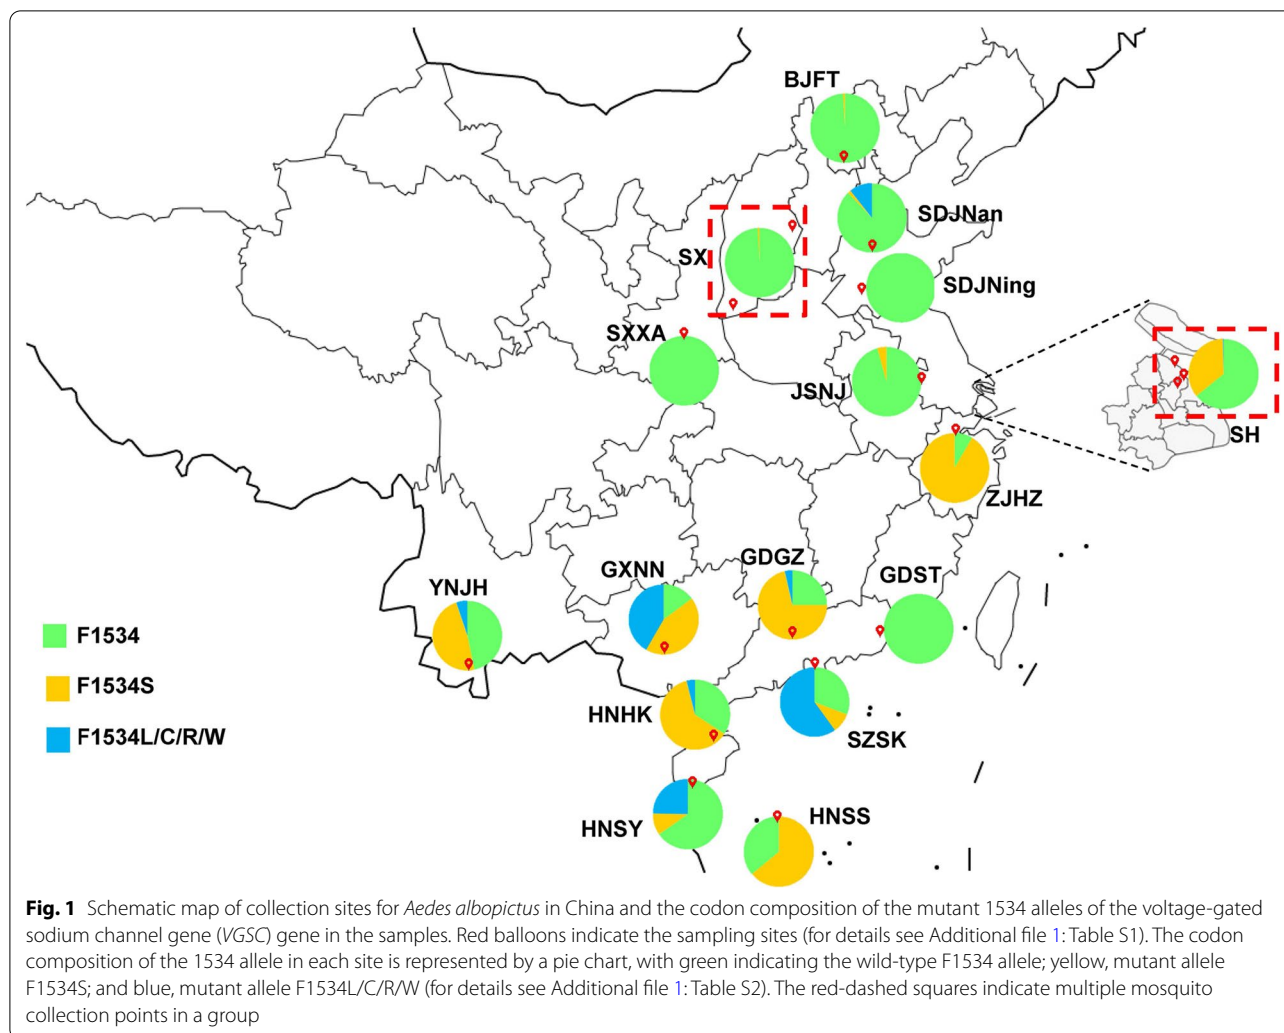 BJFT
SDJNan
SX
SDJNing
SXXA
JSNJ
SH
ZJHZ
GDGZ
GXNN
GDST
YNJH
F1534
F1534S
HNHK
F1534L/C/R/W
SZSK
HNSS
HNSY
Fig. 1 Schematic map of collection sites for Aedes albopictus in China and the codon composition of the mutant 1534 alleles of the voltage-gated
sodium channel gene (VGSC) gene in the samples. Red balloons indicate the sampling sites (for details see Additional file 1: Table S1). The codon
composition of the 1534 allele in each site is represented by a pie chart, with green indicating the wild-type F1534 allele; yellow, mutant allele
F1534S; and blue, mutant allele F1534L/C/R/W (for details see Additional file 1: Table S2). The red-dashed squares indicate multiple mosquito
collection points in a group